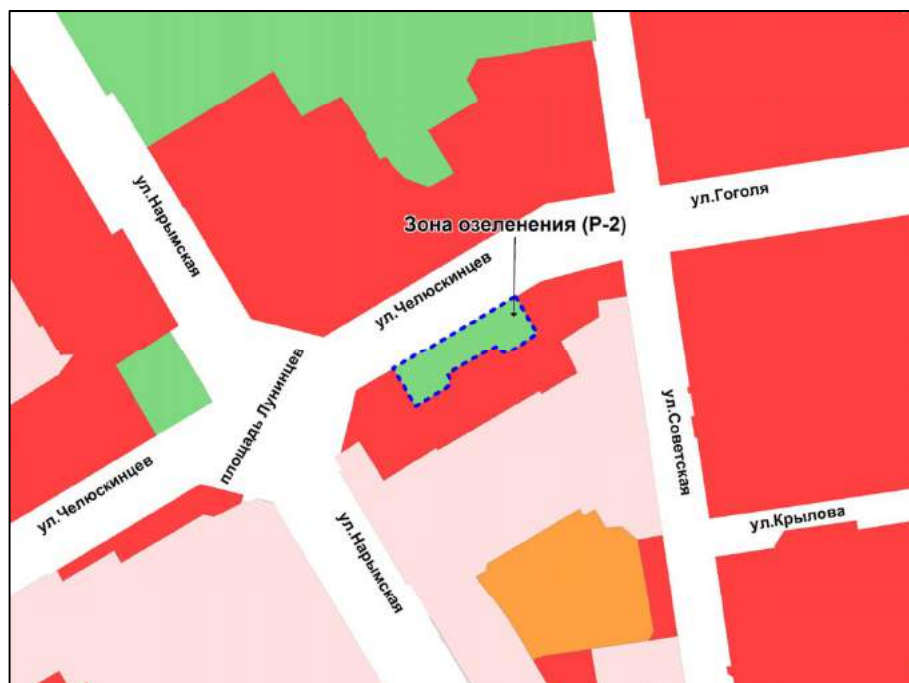 ул.Гоголя
ул.Нарымская
Зона озеленения (Р-2)
ул.Челюскинцев
площадь Лунинцев
ул.Советская
ул.Челюскинцев
ул.Крылова
ул.Нарымская